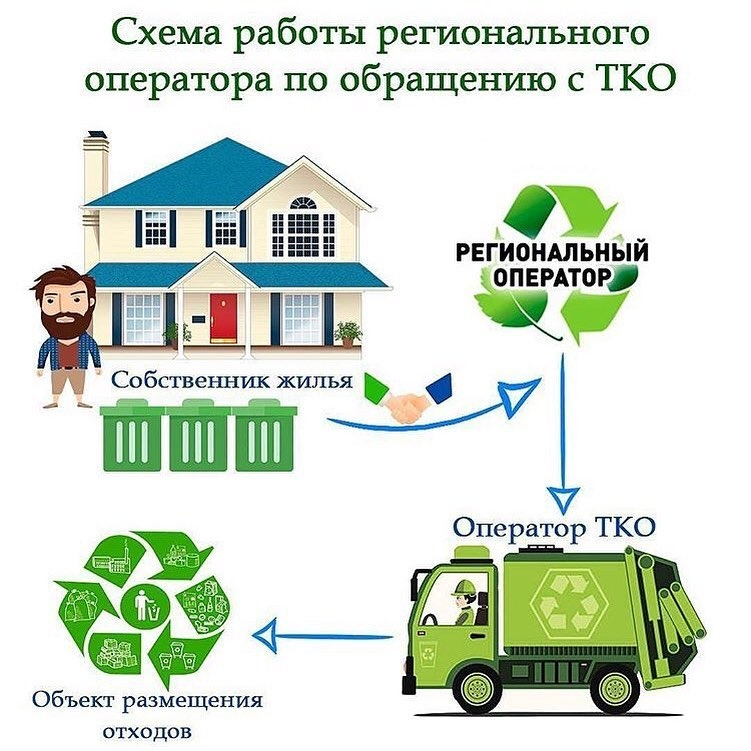 Схема работы регионального
оператора по обращению с ТКО
РЕГИОНАЛЬНЫЙ
ОПЕРАТОР
Собственник жилья
Оператор ТКО
Объект размещения
отходов